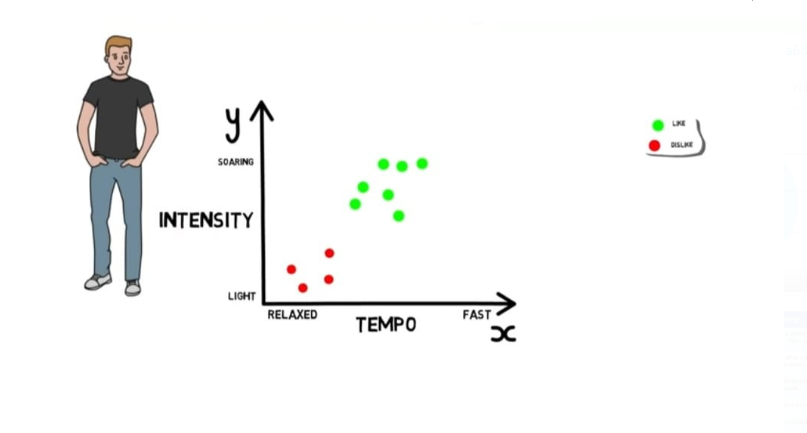 y
SOARING
INTENSITY
LIGHT
RELAXED
TEMPO
FAST
x
LIKE
DISLIKE